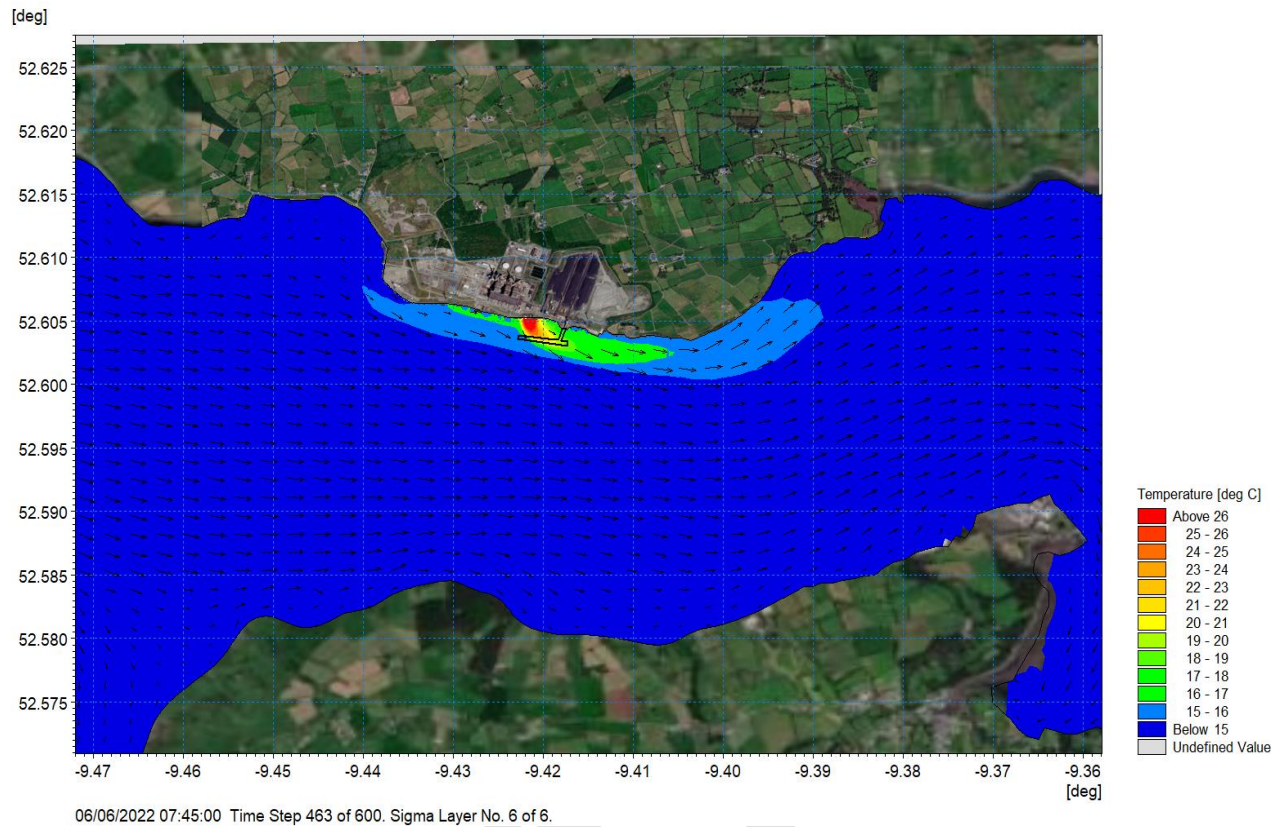 [deg]
52.625
52.620
52.615
52.610
52.605
52.600
52.595
52.590
52.585
52.580
52.575
-9.47 -9.46 -9.45 -9.44 -9.43 -9.42 -9.41 -9.40 -9.39 -9.38 -9.37 -9.36
[deg]
Temperature [deg C]
Above 26
25 - 26
24 - 25
23 - 24
22 - 23
21 - 22
20 - 21
19 - 20
18 - 19
17 - 18
16 - 17
15 - 16
Below 15
Undefined Value
06/06/2022 07:45:00 Time Step 463 of 600. Sigma Layer No. 6 of 6.